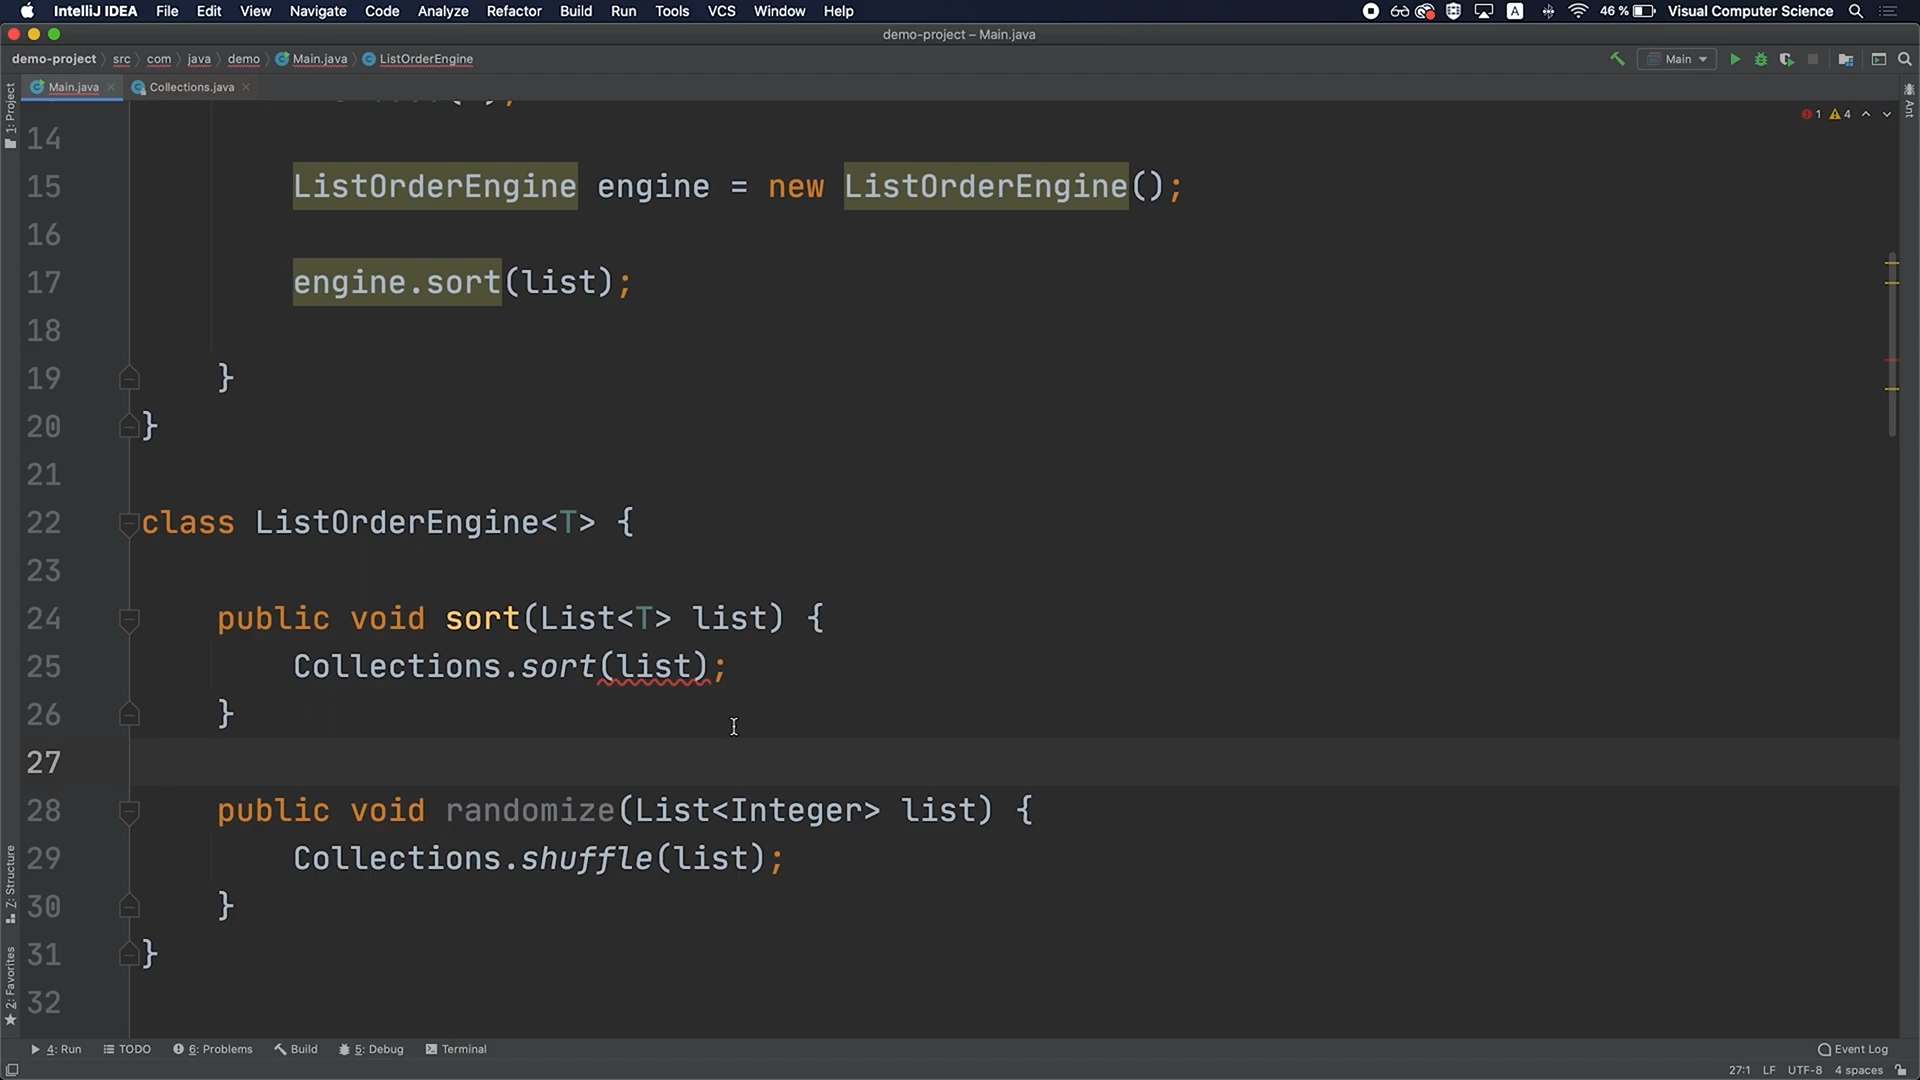 IntelliJ IDEA File Edit View Navigate Code Analyze Refactor Build Run Tools VCS Window Help A 46 % Visual Computer Science
demo-project – Main.java
demo-project src com java demo Main.java ListOrderEngine Main
Main.java Collections.java
1: Project
Ant
1 4
14
15 ListOrderEngine engine = new ListOrderEngine();
16
17 engine.sort(list);
18
19 }
20 }
21
22 class ListOrderEngine<T> {
23
24 public void sort(List<T> list) {
25 Collections.sort(list);
26 }
27
28 public void randomize(List<Integer> list) {
29 Collections.shuffle(list);
30 }
31 }
32
Z: Structure
2: Favorites
4: Run TODO 6: Problems Build 5: Debug Terminal Event Log
27:1 LF UTF-8 4 spaces